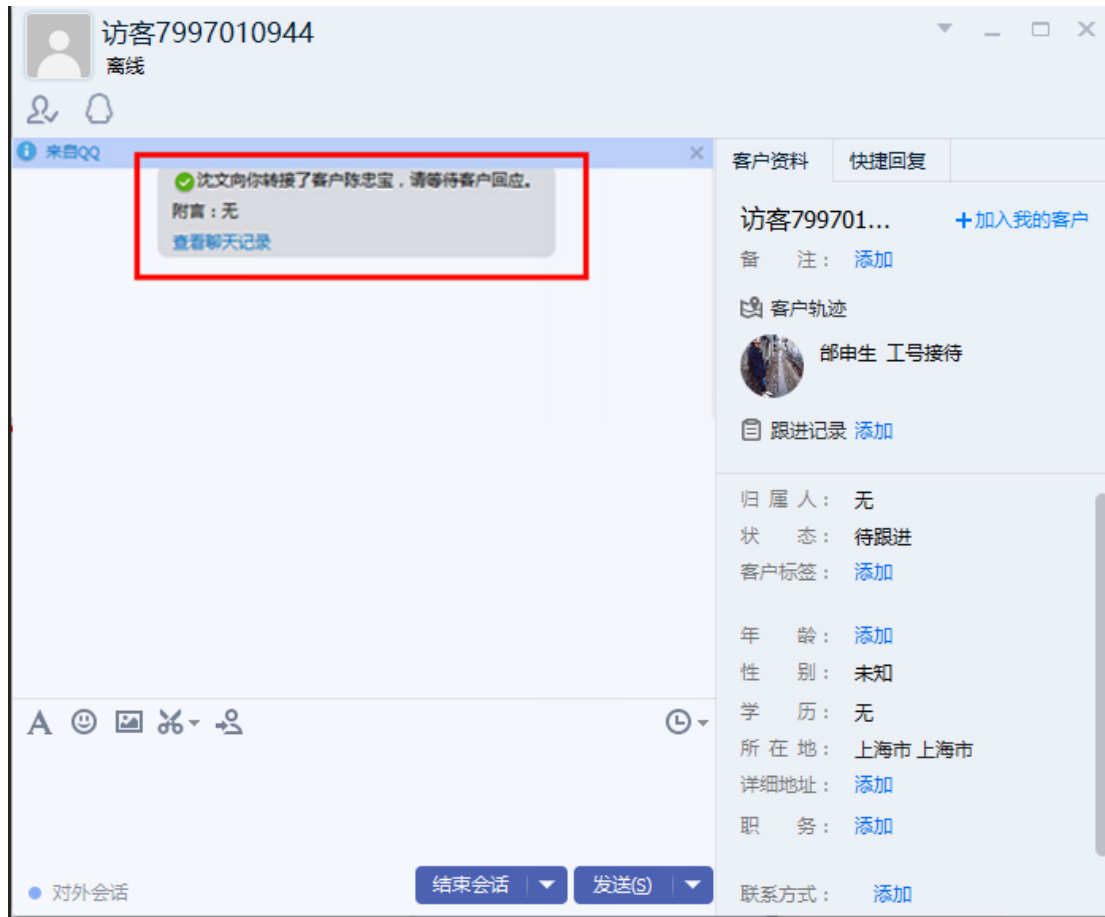 访客7997010944
离线
来自QQ
沈文向你转接了客户陈忠宝，请等待客户回应。
附言：无
查看聊天记录
对外会话
结束会话
发送(S)
客户资料 快捷回复
访客799701... +加入我的客户
备 注： 添加
客户轨迹
邰申生 工号接待
跟进记录 添加
归 属 人： 无
状 态： 待跟进
客户标签： 添加
年 龄： 添加
性 别： 未知
学 历： 无
所 在 地： 上海市 上海市
详细地址： 添加
职 务： 添加
联系方式： 添加